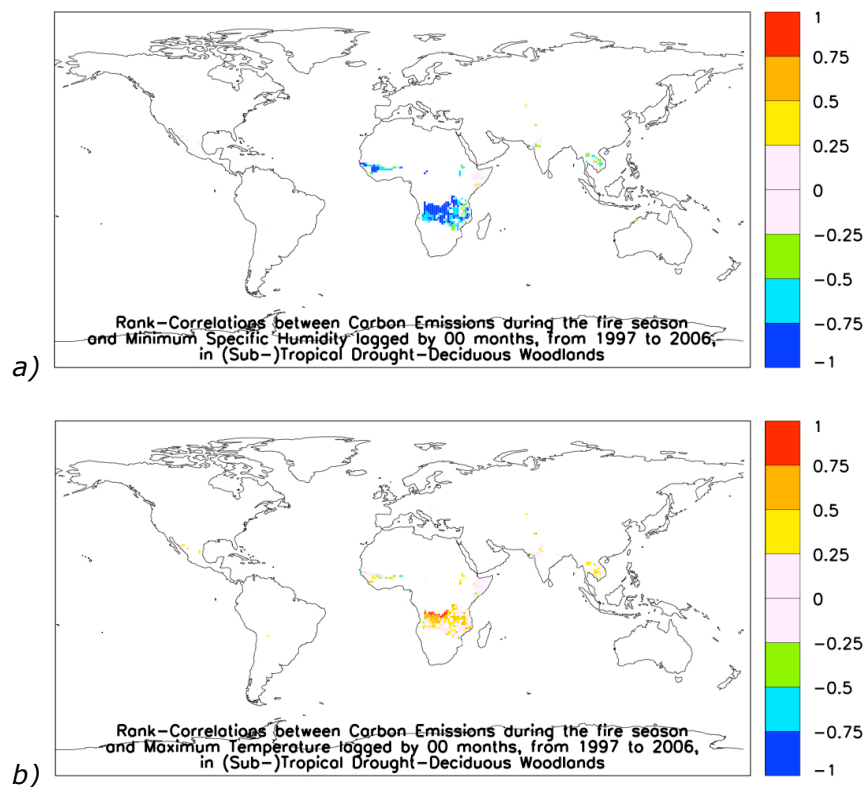 1
0.75
0.5
0.25
0
−0.25
−0.5
−0.75
−1
Rank−Correlations between Carbon Emissions during the fire season
and Minimum Specific Humidity lagged by 00 months, from 1997 to 2006,
in (Sub−)Tropical Drought−Deciduous Woodlands
a)
1
0.75
0.5
0.25
0
−0.25
−0.5
−0.75
−1
Rank−Correlations between Carbon Emissions during the fire season
and Maximum Temperature lagged by 00 months, from 1997 to 2006,
in (Sub−)Tropical Drought−Deciduous Woodlands
b)